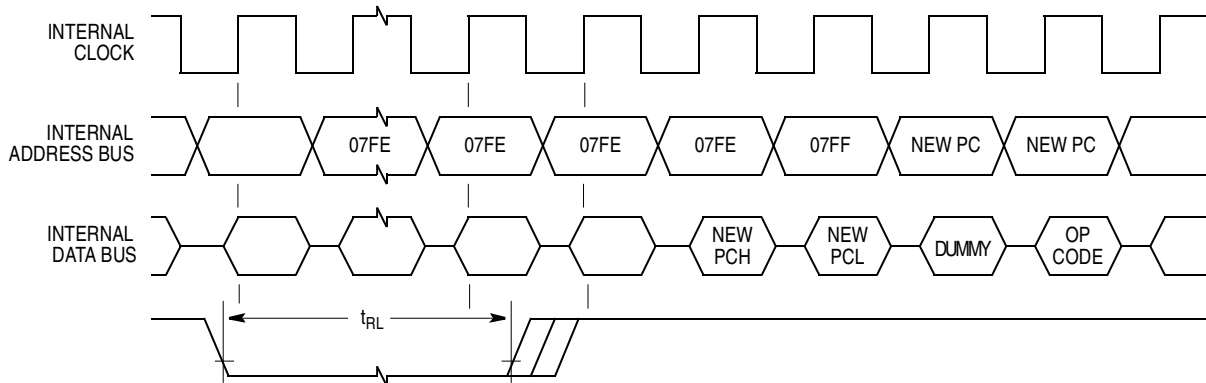 INTERNAL
CLOCK
INTERNAL
ADDRESS BUS
07FE
07FE
07FE
07FE
07FF
NEW PC
NEW PC
INTERNAL
DATA BUS
NEW
PCH
NEW
PCL
DUMMY
OP
CODE
tRL